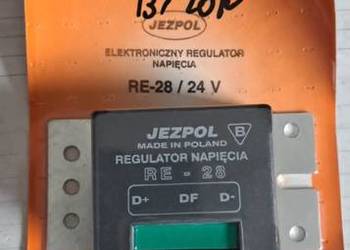 JEZPOL
ELEKTRONICZNY REGULATOR
NAPIĘCIA
RE-28 / 24 V
JEZPOL
B
MADE IN POLAND
REGULATOR NAPIĘCIA
RE - 28
D+ DF D-